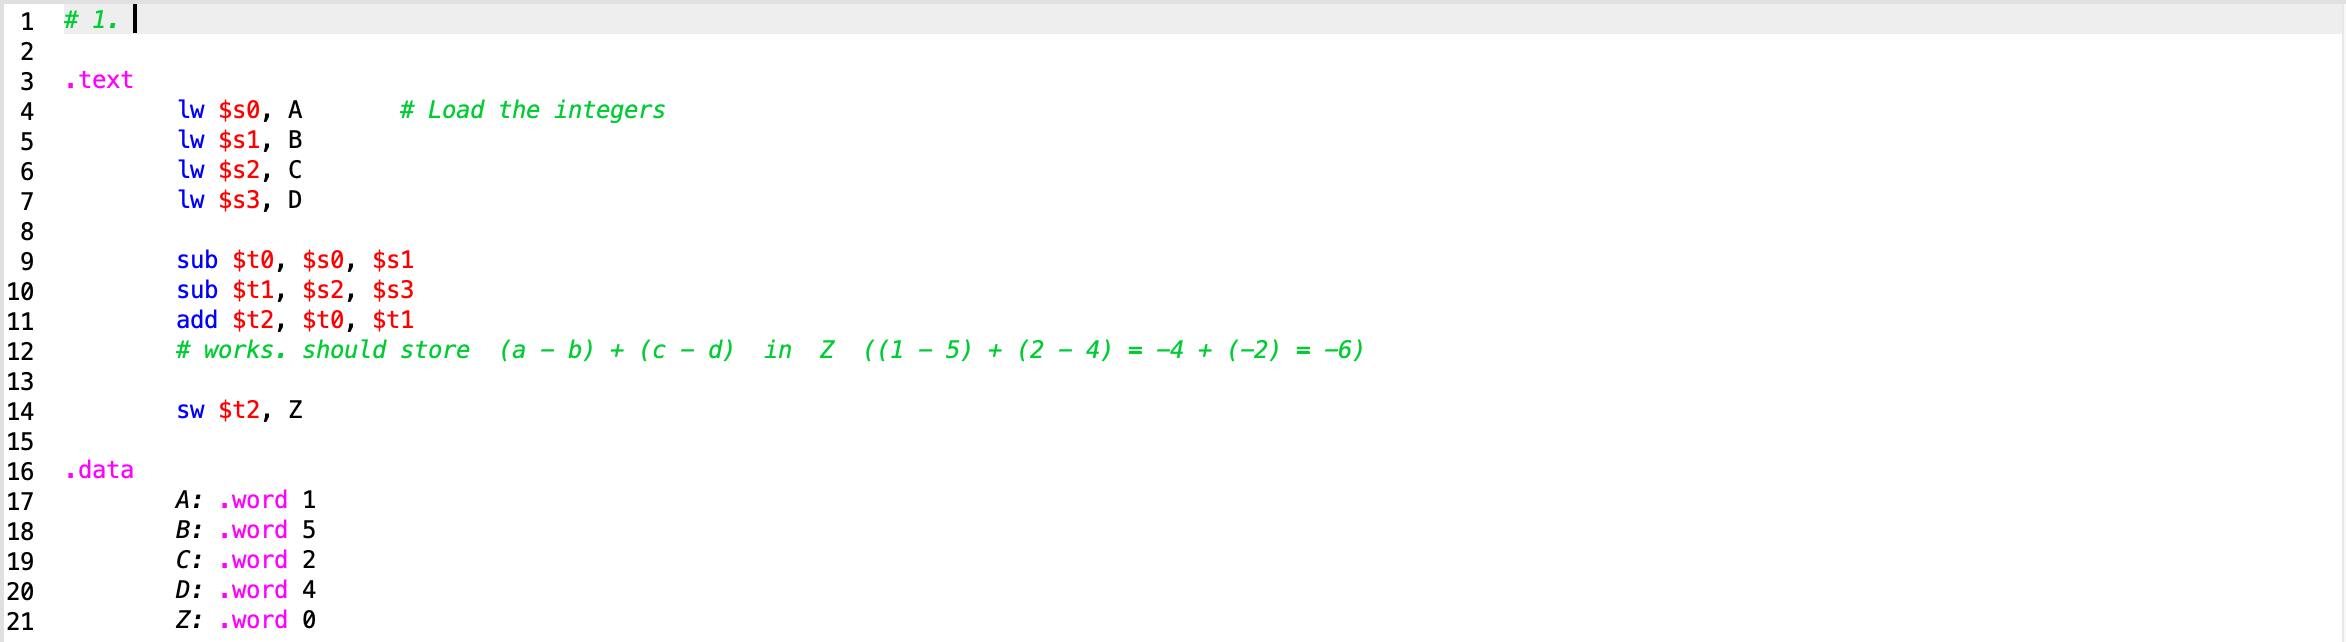 1 # 1.
2
3 .text
4 lw $s0, A # Load the integers
5 lw $s1, B
6 lw $s2, C
7 lw $s3, D
8
9 sub $t0, $s0, $s1
10 sub $t1, $s2, $s3
11 add $t2, $t0, $t1
12 # works. should store (a − b) + (c − d) in Z ((1 − 5) + (2 − 4) = −4 + (−2) = −6)
13
14 sw $t2, Z
15
16 .data
17 A: .word 1
18 B: .word 5
19 C: .word 2
20 D: .word 4
21 Z: .word 0